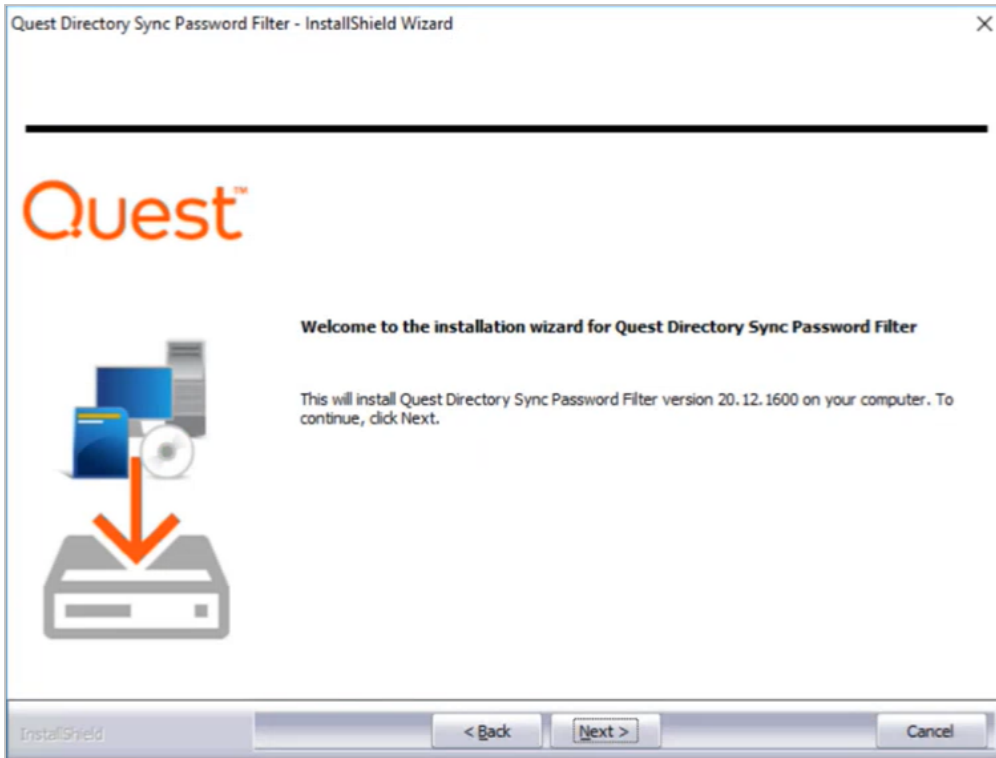 Quest Directory Sync Password Filter - InstallShield Wizard
Quest™
Welcome to the installation wizard for Quest Directory Sync Password Filter
This will install Quest Directory Sync Password Filter version 20.12.1600 on your computer. To
continue, click Next.
InstallShield
< Back
Next >
Cancel